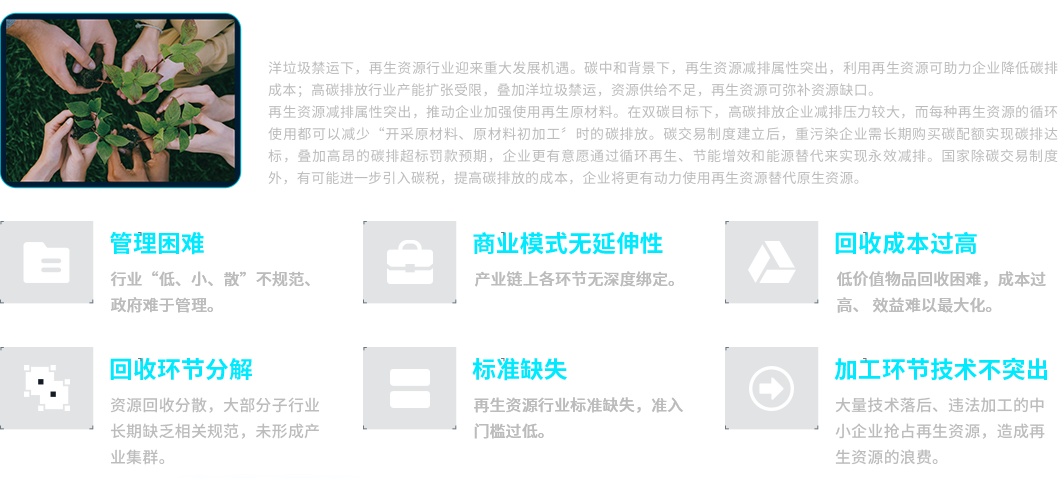 洋垃圾禁运下，再生资源行业迎来重大发展机遇。碳中和背景下，再生资源减排属性突出，利用再生资源可助力企业降低碳排
成本；高碳排放行业产能扩张受限，叠加洋垃圾禁运，资源供给不足，再生资源可弥补资源缺口。
再生资源减排属性突出，推动企业加强使用再生原材料。在双碳目标下，高碳排放企业减排压力较大，而每种再生资源的循环
使用都可以减少“开采原材料、原材料初加工〞时的碳排放。碳交易制度建立后，重污染企业需长期购买碳配额实现碳排达
标，叠加高昂的碳排超标罚款预期，企业更有意愿通过循环再生、节能增效和能源替代来实现永效减排。国家除碳交易制度
外，有可能进一步引入碳税，提高碳排放的成本，企业将更有动力使用再生资源替代原生资源。
管理困难
行业“低、小、散”不规范、
政府难于管理。
商业模式无延伸性
产业链上各环节无深度绑定。
回收成本过高
低价值物品回收困难，成本过
高、 效益难以最大化。
回收环节分解
资源回收分散，大部分子行业
长期缺乏相关规范，未形成产
业集群。
标准缺失
再生资源行业标准缺失，准入
门槛过低。
加工环节技术不突出
大量技术落后、违法加工的中
小企业抢占再生资源，造成再
生资源的浪费。